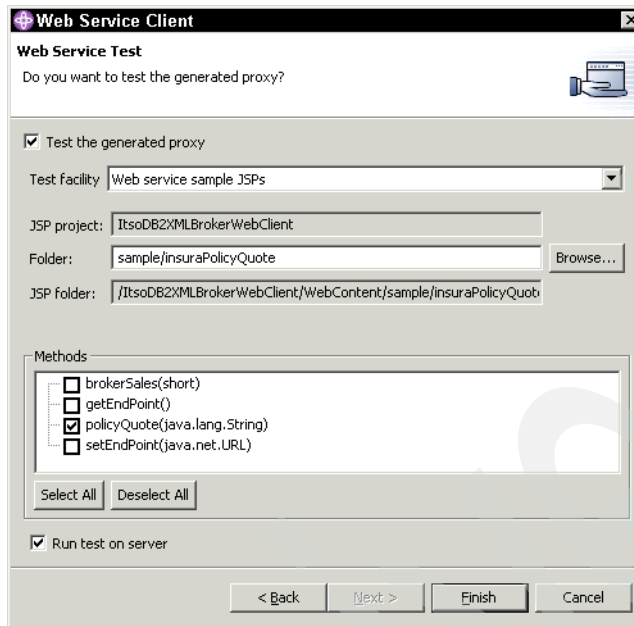 Web Service Client
Web Service Test
Do you want to test the generated proxy?
Test the generated proxy
Test facility Web service sample JSPs
JSP project: ItsoDB2XMLBrokerWebClient
Folder: sample/insuraPolicyQuote Browse...
JSP folder: /ItsoDB2XMLBrokerWebClient/WebContent/sample/insuraPolicyQuot
Methods
brokerSales(short)
getEndPoint()
policyQuote(java.lang.String)
setEndPoint(java.net.URL)
Select All Deselect All
Run test on server
< Back Next > Finish Cancel